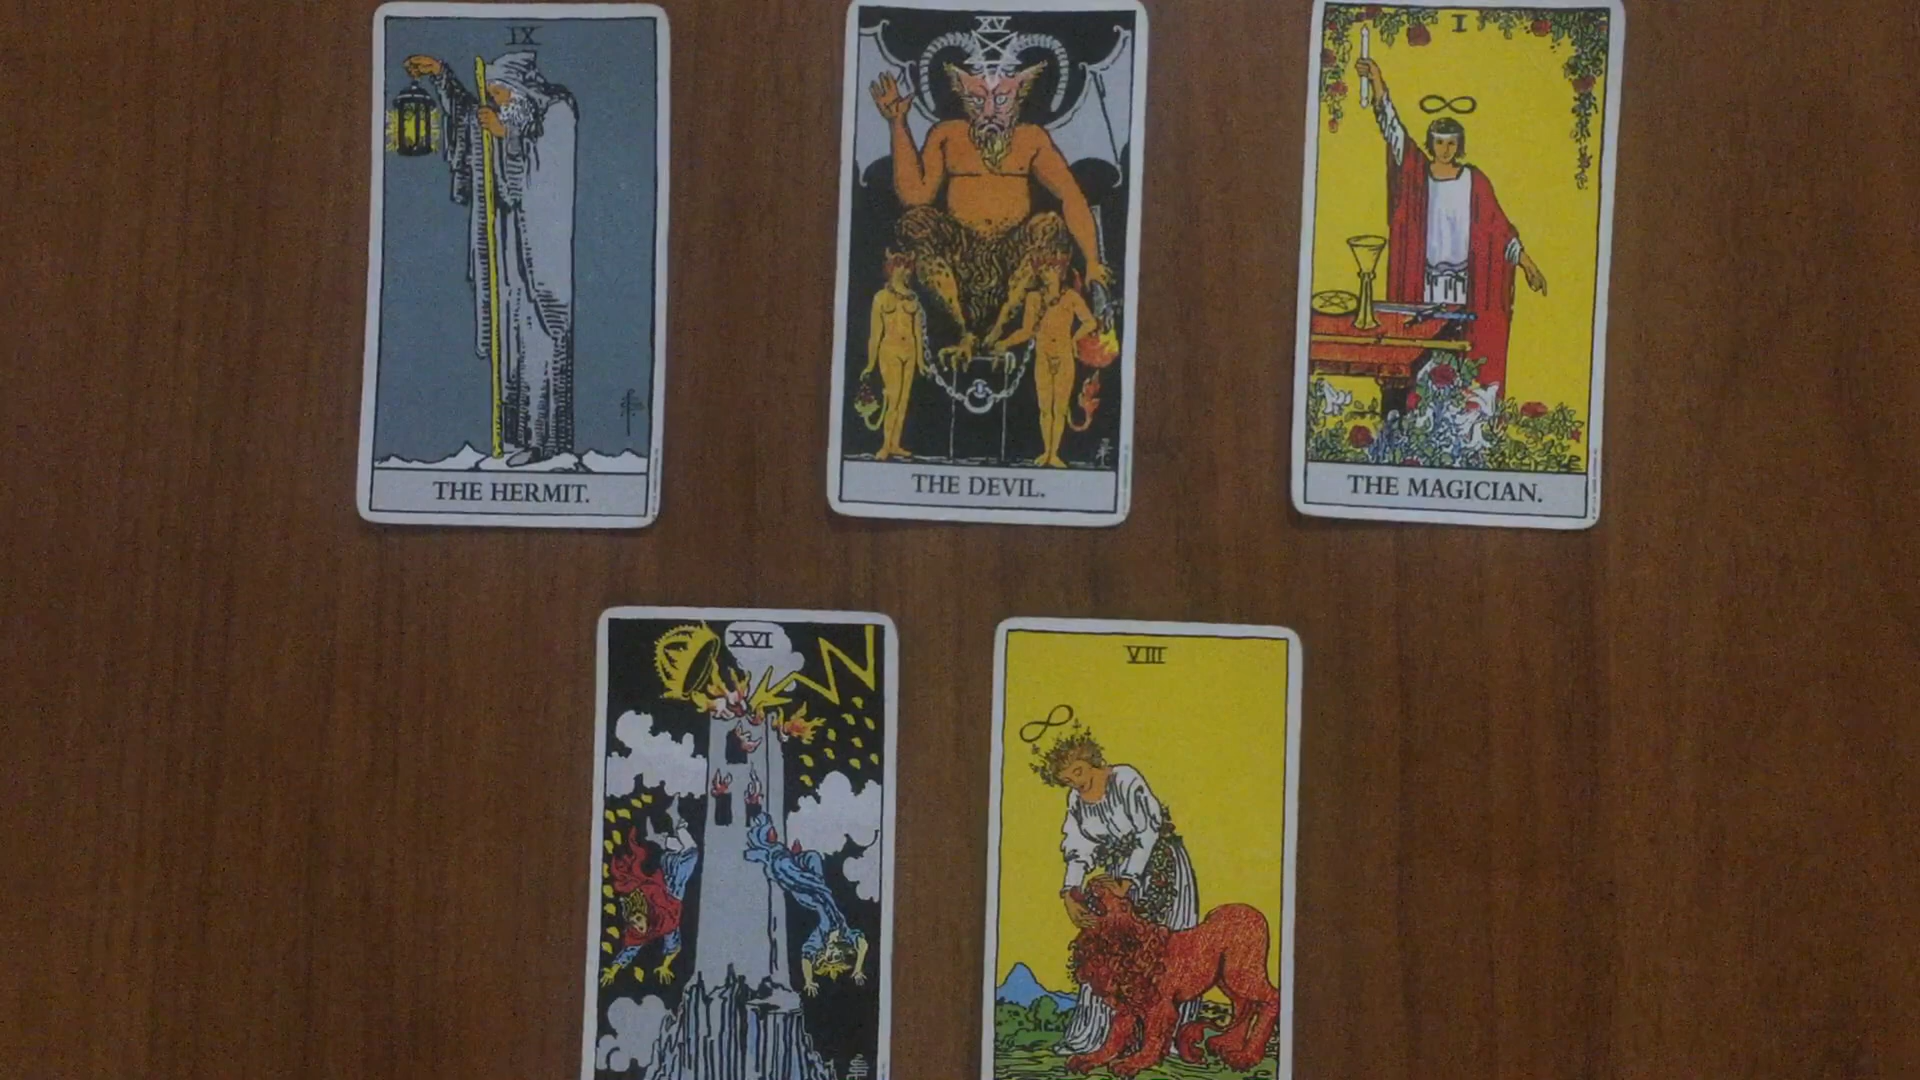 IX
XV
I
THE HERMIT.
THE DEVIL.
THE MAGICIAN.
XVI
VIII